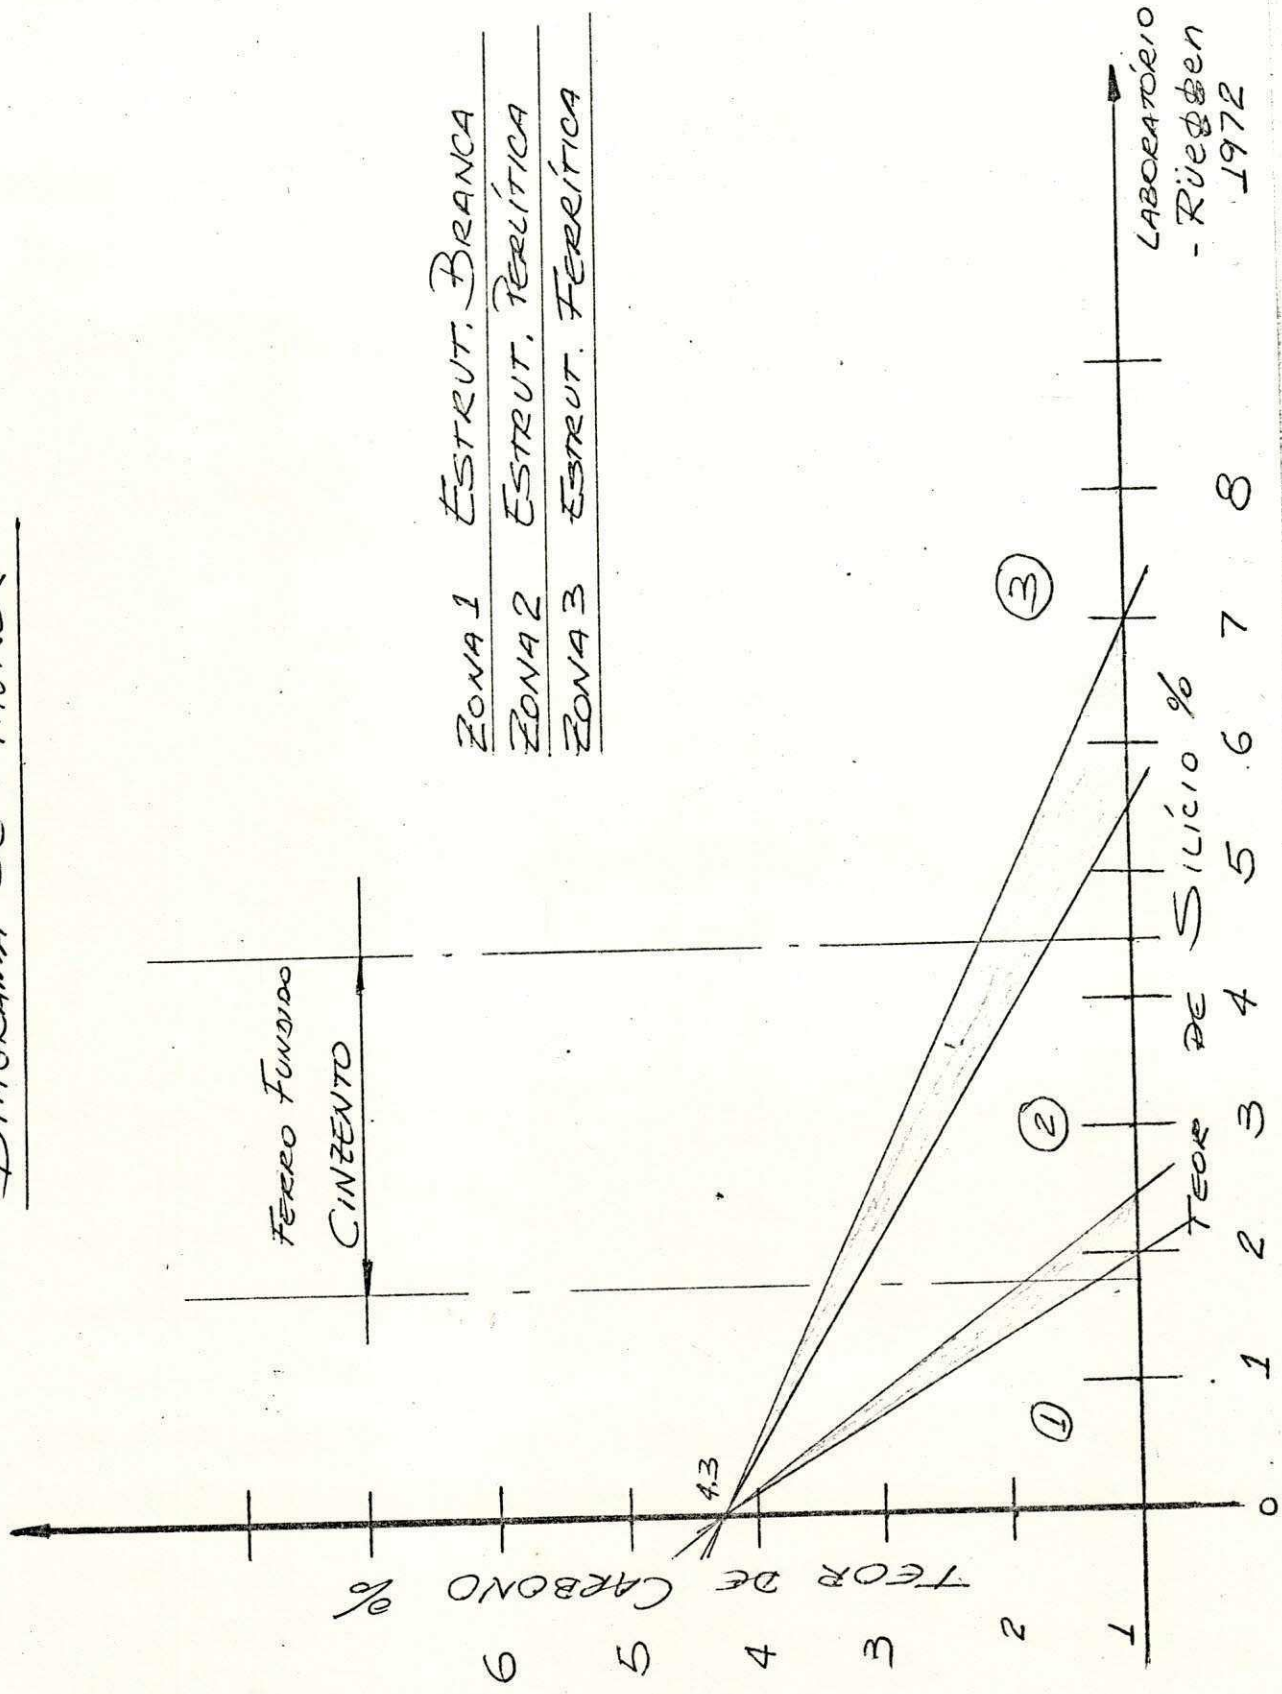 FERRO FUNDIDO
CINZENTO
ZONA 1 ESTRUT. BRANCA
ZONA 2 ESTRUT. PERLÍTICA
ZONA 3 ESTRUT. FERRÍTICA
TEOR DE CARBONO %
6
5
4
3
2
1
4.3
1
2
3
TEOR DE SILÍCIO %
0 1 2 3 4 5 6 7 8
LABORATÓRIO
1972